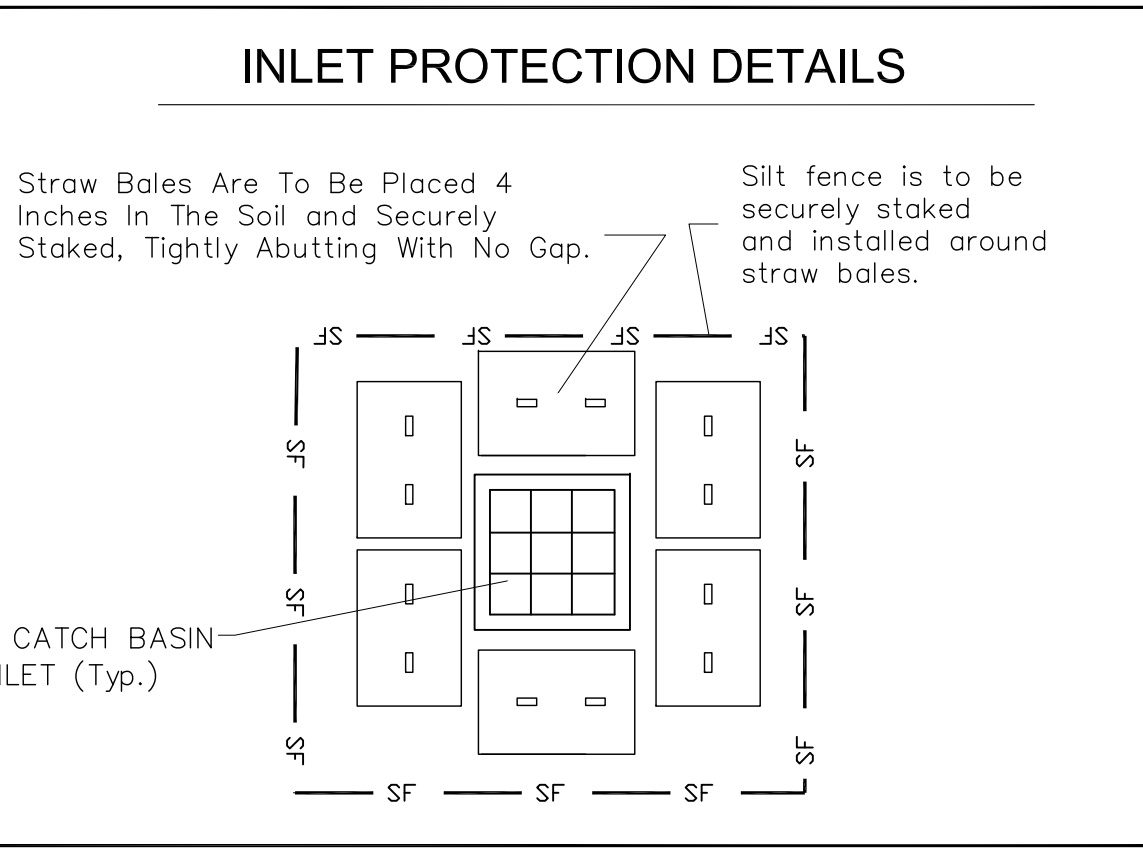 INLET PROTECTION DETAILS
Straw Bales Are To Be Placed 4
Inches In The Soil and Securely
Staked, Tightly Abutting With No Gap.
Silt fence is to be
securely staked
and installed around
straw bales.
SF SF SF SF
SF SF
SF SF
CATCH BASIN
(Typ.)
SF SF
SF SF SF